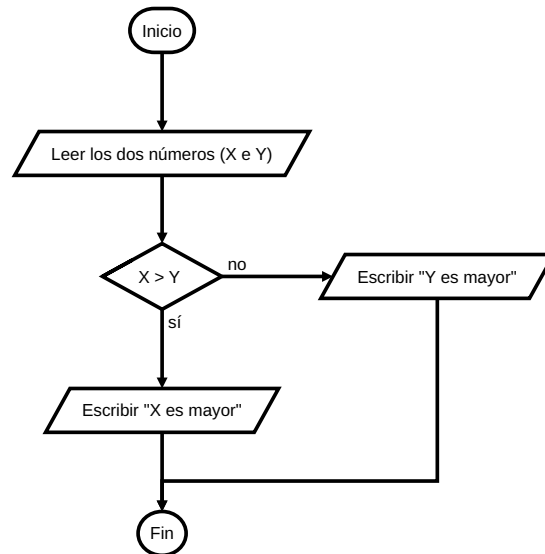 Inicio
Leer los dos números (X e Y)
X > Y
no
Escribir "Y es mayor"
sí
Escribir "X es mayor"
Fin